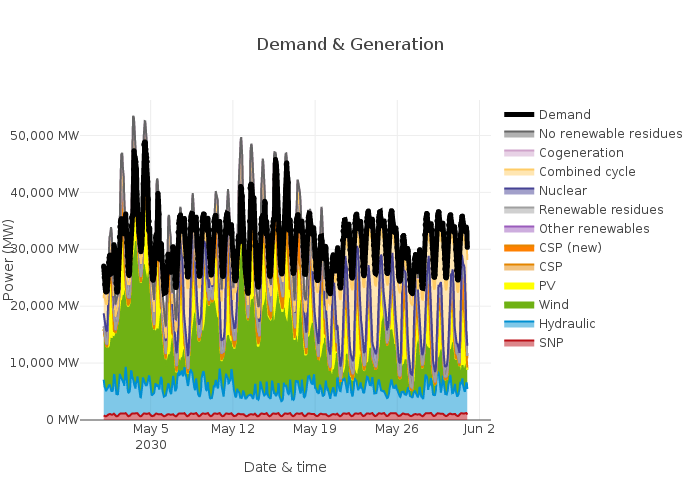 Demand & Generation
50,000 MW
40,000 MW
30,000 MW
20,000 MW
10,000 MW
0 MW
Power (MW)
May 5
2030
May 12
May 19
May 26
Jun 2
Date & time
Demand
No renewable residues
Cogeneration
Combined cycle
Nuclear
Renewable residues
Other renewables
CSP (new)
CSP
PV
Wind
Hydraulic
SNP